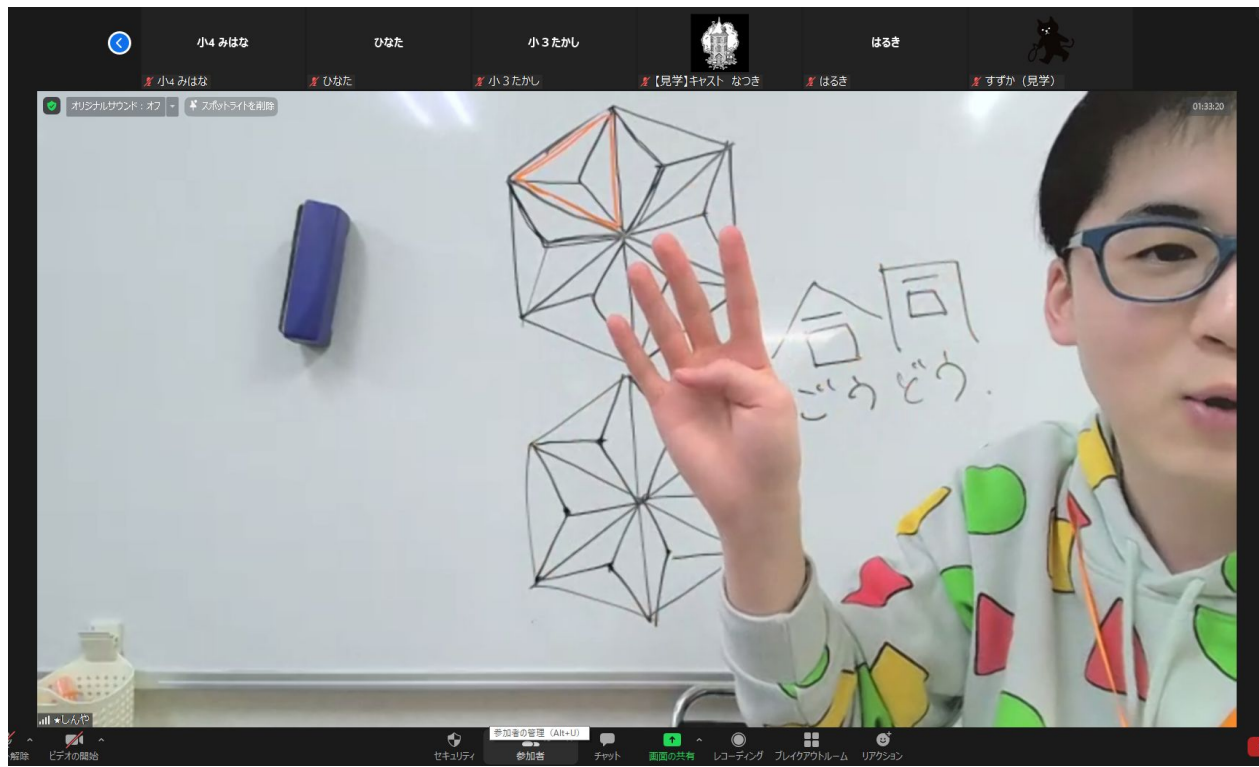 小4 みはな
ひなた
小3 たかし
はるき
小4 みはな
ひなた
小3 たかし
【見学】キャスト なつき
はるき
すずか（見学）
オリジナルサウンド：オフ
スポットライトを削除
01:33:20
合同
ごうどう.
★しんや
参加者の管理 (Alt+U)
解除
ビデオの開始
セキュリティ
参加者
チャット
画面の共有
レコーディング
ブレイクアウトルーム
リアクション